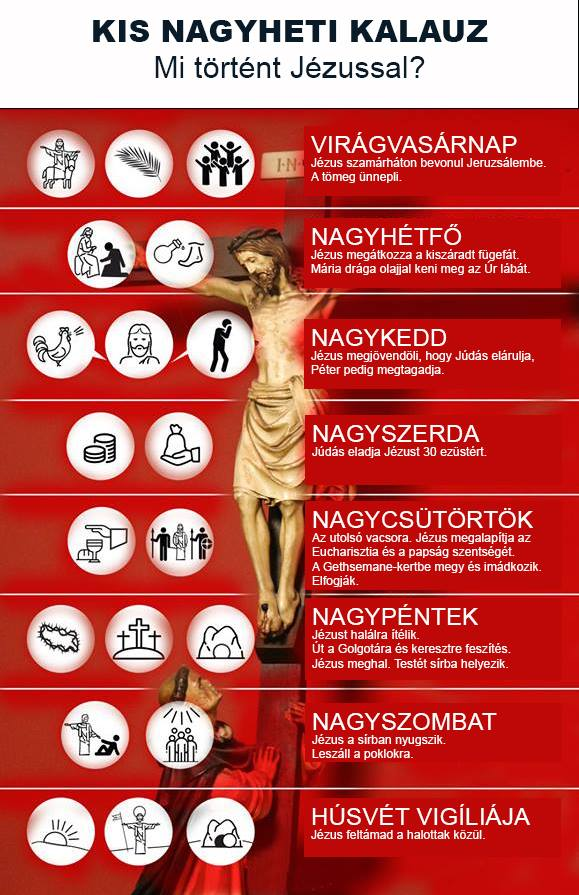 KIS NAGYHETI KALAUZ
Mi történt Jézussal?
VIRÁGVASÁRNAP
Jézus szamárháton bevonul Jeruzsálembe.
A tömeg ünnepli.
NAGYHÉTFŐ
Jézus megátkozza a kiszáradt fügefát.
Mária drága olajjal keni meg az Úr lábát.
NAGYKEDD
Jézus megjövendöli, hogy Júdás elárulja,
Péter pedig megtagadja.
NAGYSZERDA
Júdás eladja Jézust 30 ezüstért.
NAGYCSÜTÖRTÖK
Az utolsó vacsora. Jézus megalapítja az
Eucharisztia és a papság szentségét.
A Gethsemane-kertbe megy és imádkozik.
Elfogják.
NAGYPÉNTEK
Jézust halálra ítélik.
Út a Golgotára és keresztre feszítés.
Jézus meghal. Testét sírba helyezik.
NAGYSZOMBAT
Jézus a sírban nyugszik.
Leszáll a poklokra.
HÚSVÉT VIGÍLIÁJA
Jézus feltámad a halottak közül.